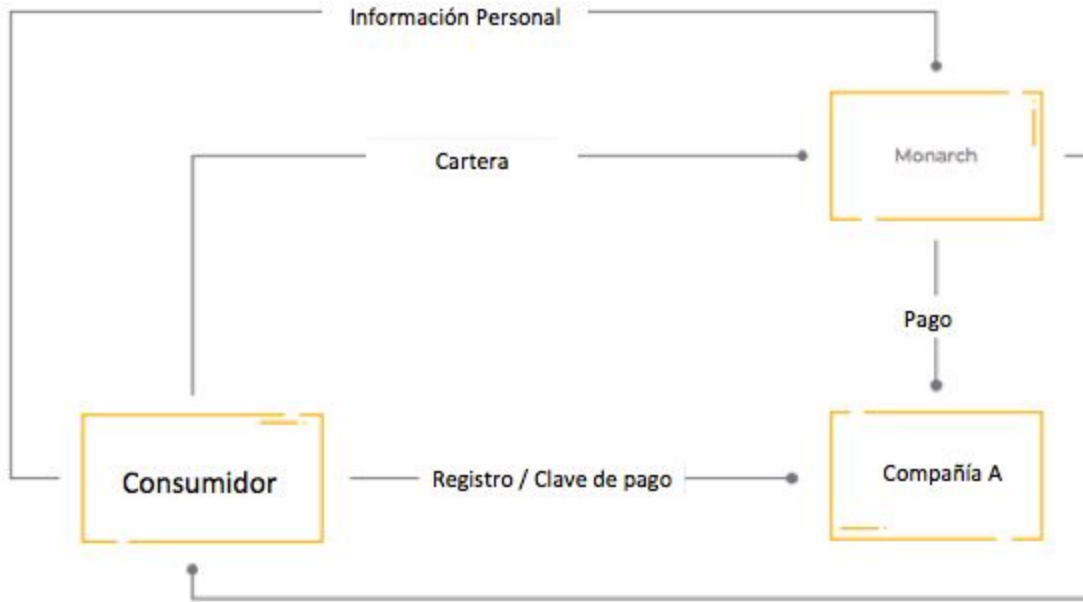 Información Personal
Cartera
Monarch
Pago
Consumidor
Registro / Clave de pago
Compañía A